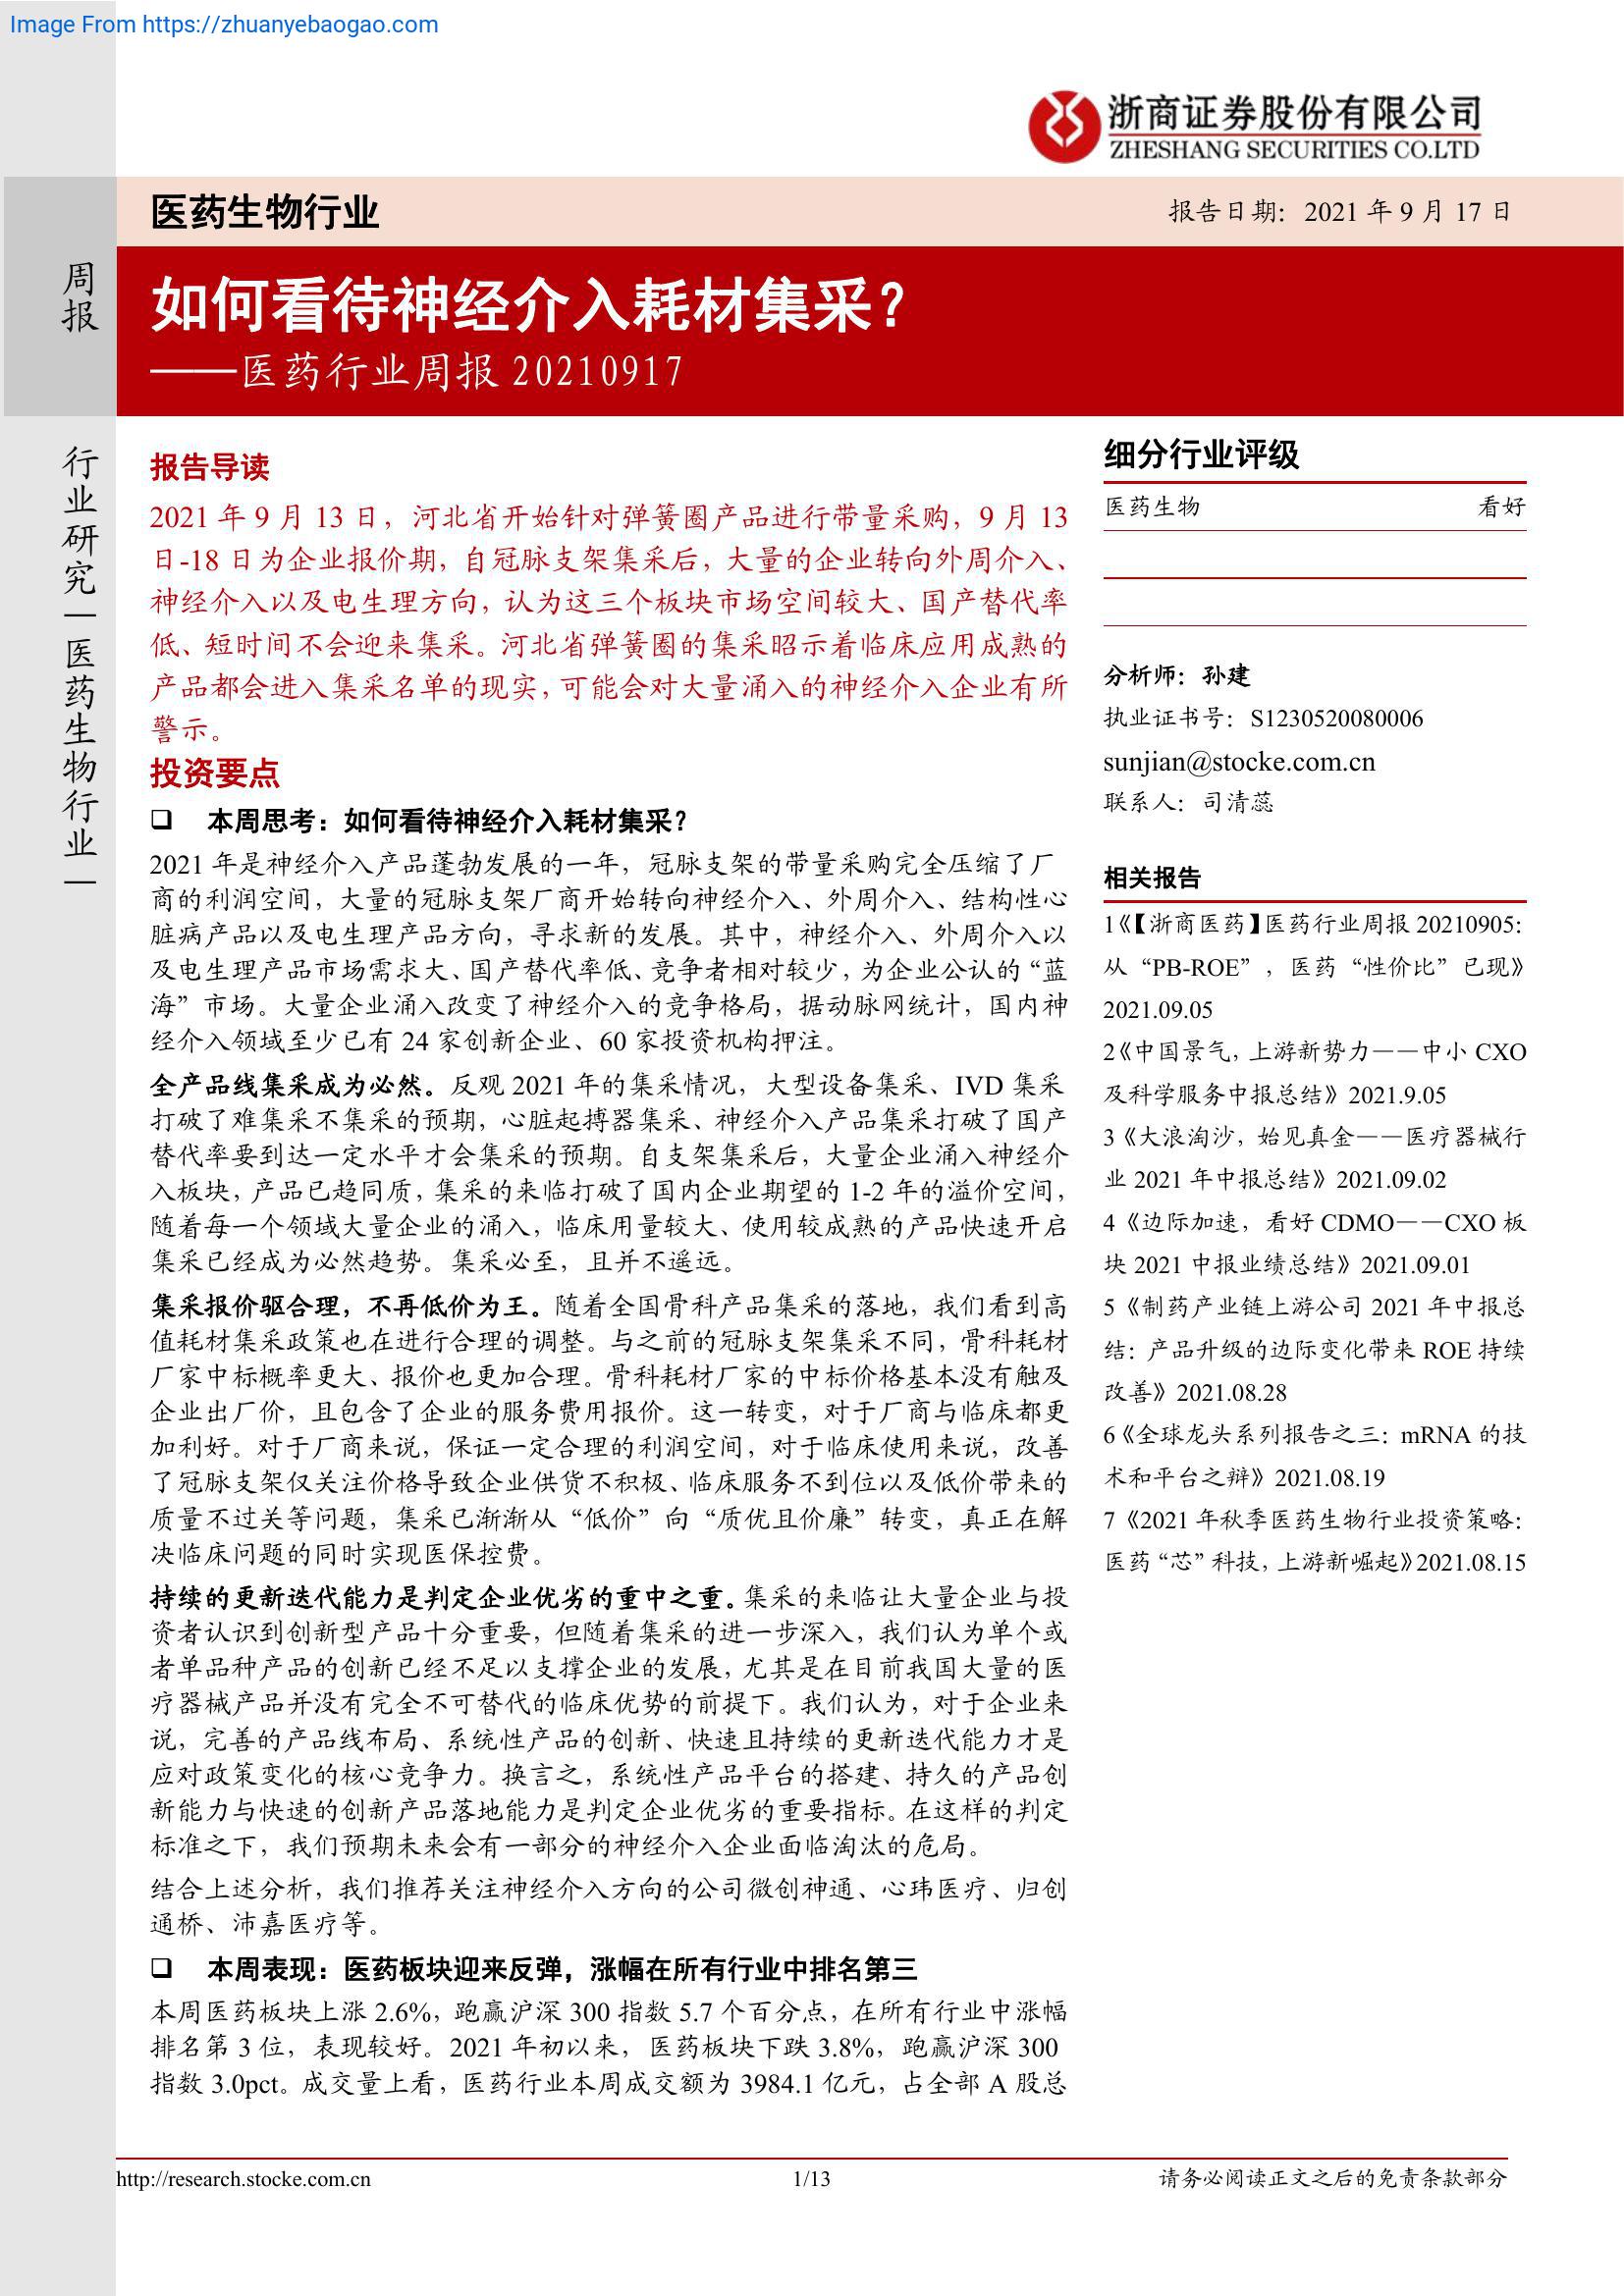 Image From https://zhuanyebaogao.com
浙商证券股份有限公司
ZHESHANG SECURITIES CO.LTD
医药生物行业
报告日期：2021 年 9 月 17 日
周报
如何看待神经介入耗材集采？
——医药行业周报 20210917
行业研究｜医药生物行业｜
报告导读
2021 年 9 月 13 日，河北省开始针对弹簧圈产品进行带量采购，9 月 13
日-18 日为企业报价期，自冠脉支架集采后，大量的企业转向外周介入、
神经介入以及电生理方向，认为这三个板块市场空间较大、国产替代率
低、短时间不会迎来集采。河北省弹簧圈的集采昭示着临床应用成熟的
产品都会进入集采名单的现实，可能会对大量涌入的神经介入企业有所
警示。
投资要点
❑ 本周思考：如何看待神经介入耗材集采？
2021 年是神经介入产品蓬勃发展的一年，冠脉支架的带量采购完全压缩了厂
商的利润空间，大量的冠脉支架厂商开始转向神经介入、外周介入、结构性心
脏病产品以及电生理产品方向，寻求新的发展。其中，神经介入、外周介入以
及电生理产品市场需求大、国产替代率低、竞争者相对较少，为企业公认的“蓝
海”市场。大量企业涌入改变了神经介入的竞争格局，据动脉网统计，国内神
经介入领域至少已有 24 家创新企业、60 家投资机构押注。
全产品线集采成为必然。反观 2021 年的集采情况，大型设备集采、IVD 集采
打破了难集采不集采的预期，心脏起搏器集采、神经介入产品集采打破了国产
替代率要到达一定水平才会集采的预期。自支架集采后，大量企业涌入神经介
入板块，产品已趋同质，集采的来临打破了国内企业期望的 1-2 年的溢价空间，
随着每一个领域大量企业的涌入，临床用量较大、使用较成熟的产品快速开启
集采已经成为必然趋势。集采必至，且并不遥远。
集采报价驱合理，不再低价为王。随着全国骨科产品集采的落地，我们看到高
值耗材集采政策也在进行合理的调整。与之前的冠脉支架集采不同，骨科耗材
厂家中标概率更大、报价也更加合理。骨科耗材厂家的中标价格基本没有触及
企业出厂价，且包含了企业的服务费用报价。这一转变，对于厂商与临床都更
加利好。对于厂商来说，保证一定合理的利润空间，对于临床使用来说，改善
了冠脉支架仅关注价格导致企业供货不积极、临床服务不到位以及低价带来的
质量不过关等问题，集采已渐渐从“低价”向“质优且价廉”转变，真正在解
决临床问题的同时实现医保控费。
持续的更新迭代能力是判定企业优劣的重中之重。集采的来临让大量企业与投
资者认识到创新型产品十分重要，但随着集采的进一步深入，我们认为单个或
者单品种产品的创新已经不足以支撑企业的发展，尤其是在目前我国大量的医
疗器械产品并没有完全不可替代的临床优势的前提下。我们认为，对于企业来
说，完善的产品线布局、系统性产品的创新、快速且持续的更新迭代能力才是
应对政策变化的核心竞争力。换言之，系统性产品平台的搭建、持久的产品创
新能力与快速的创新产品落地能力是判定企业优劣的重要指标。在这样的判定
标准之下，我们预期未来会有一部分的神经介入企业面临淘汰的危局。
结合上述分析，我们推荐关注神经介入方向的公司微创神通、心玮医疗、归创
通桥、沛嘉医疗等。
❑ 本周表现：医药板块迎来反弹，涨幅在所有行业中排名第三
本周医药板块上涨 2.6%，跑赢沪深 300 指数 5.7 个百分点，在所有行业中涨幅
排名第 3 位，表现较好。2021 年初以来，医药板块下跌 3.8%，跑赢沪深 300
指数 3.0pct。成交量上看，医药行业本周成交额为 3984.1 亿元，占全部 A 股总
细分行业评级
医药生物 看好
分析师：孙建
执业证书号：S1230520080006
sunjian@stocke.com.cn
联系人：司清蕊
相关报告
1《【浙商医药】医药行业周报 20210905：
从“PB-ROE”，医药“性价比”已现》
2021.09.05
2《中国景气，上游新势力——中小 CXO
及科学服务中报总结》2021.9.05
3《大浪淘沙，始见真金——医疗器械行
业 2021 年中报总结》2021.09.02
4《边际加速，看好 CDMO——CXO 板
块 2021 中报业绩总结》2021.09.01
5《制药产业链上游公司 2021 年中报总
结：产品升级的边际变化带来 ROE 持续
改善》2021.08.28
6《全球龙头系列报告之三：mRNA 的技
术和平台之辩》2021.08.19
7《2021 年秋季医药生物行业投资策略：
医药“芯”科技，上游新崛起》2021.08.15
http://research.stocke.com.cn
1/13
请务必阅读正文之后的免责条款部分